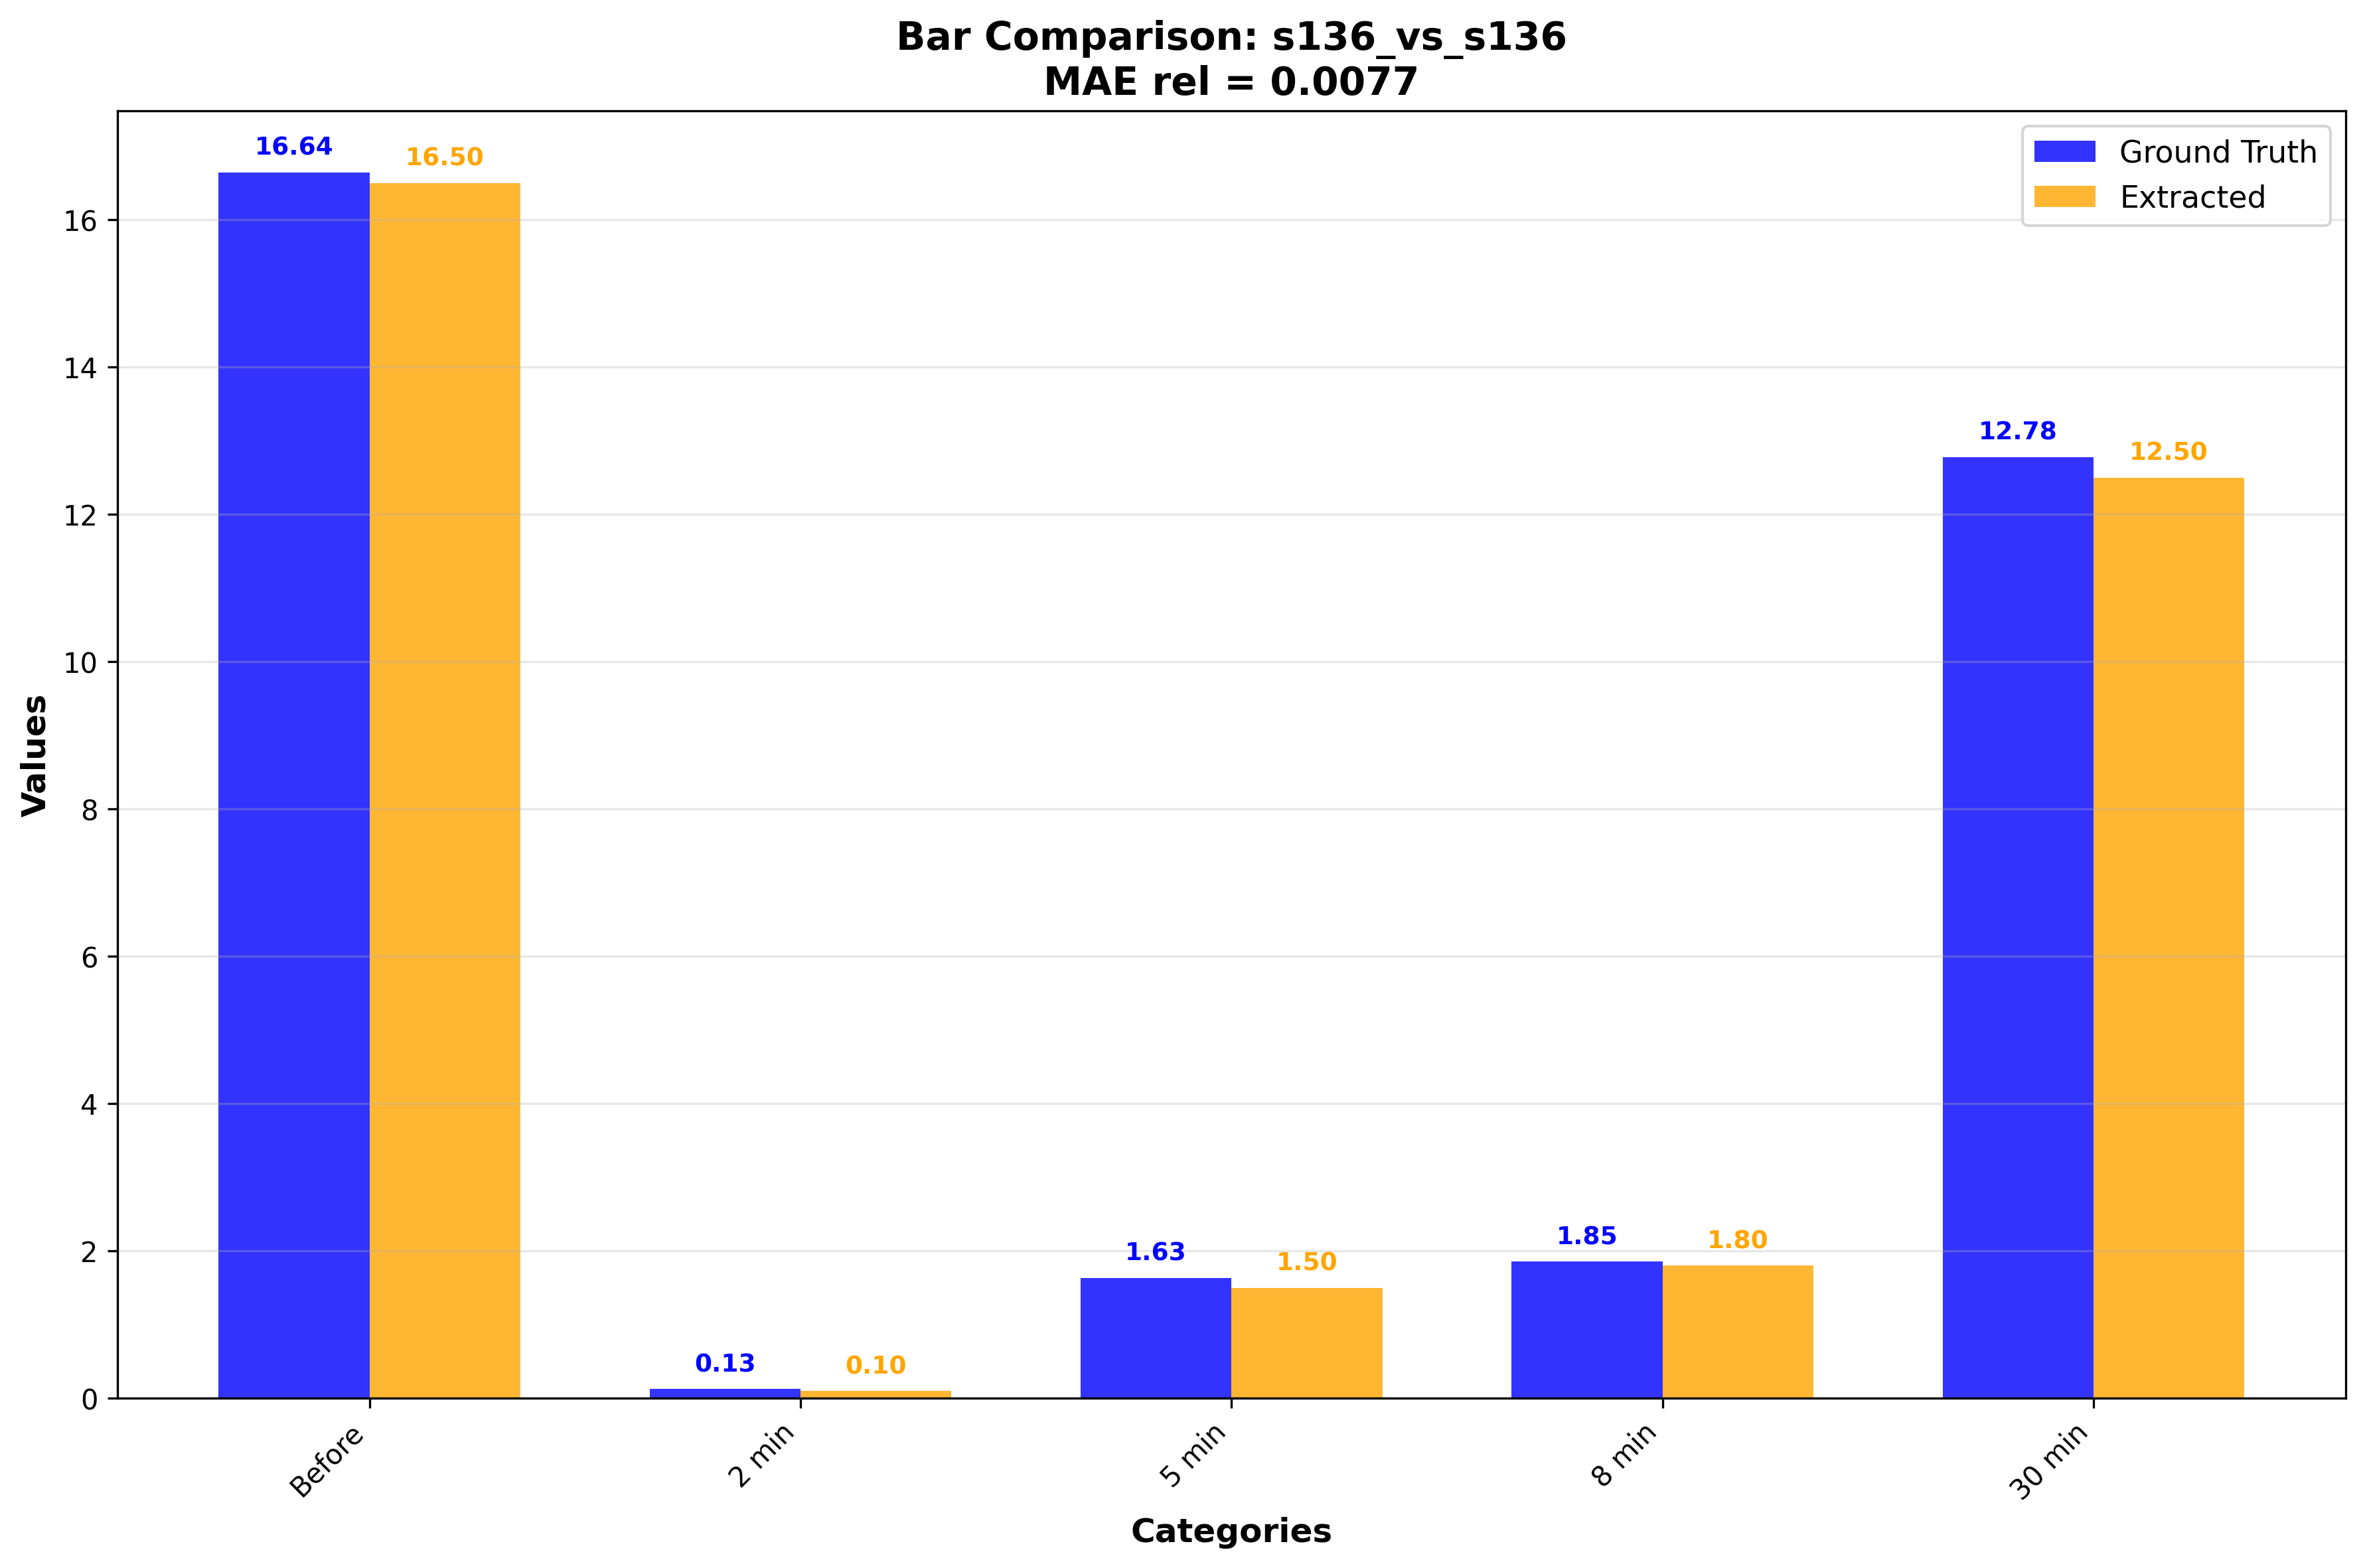 Bar Comparison: s136_vs_s136
MAE rel = 0.0077
Ground Truth
Extracted
16.64
16.50
0.13
0.10
1.63
1.50
1.85
1.80
12.78
12.50
16
14
12
10
8
6
4
2
0
Values
Before
2 min
5 min
8 min
30 min
Categories